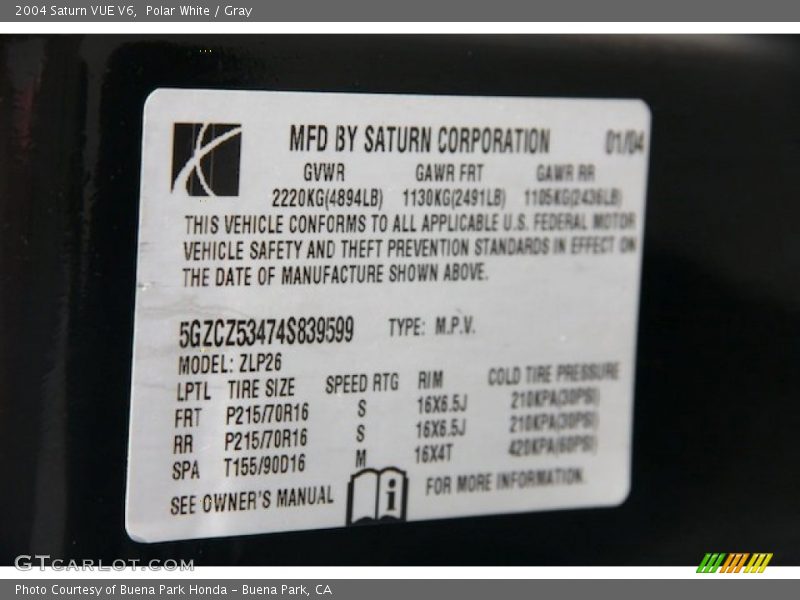 2004 Saturn VUE V6, Polar White / Gray
MFD BY SATURN CORPORATION 01/04
GVWR GAWR FRT GAWR RR
2220KG(4894LB) 1130KG(2491LB) 1105KG(2436LB)
THIS VEHICLE CONFORMS TO ALL APPLICABLE U.S. FEDERAL MOTOR
VEHICLE SAFETY AND THEFT PREVENTION STANDARDS IN EFFECT ON
THE DATE OF MANUFACTURE SHOWN ABOVE.
5GZCZ53474S839599 TYPE: M.P.V.
MODEL: ZLP26
LPTL TIRE SIZE SPEED RTG RIM COLD TIRE PRESSURE
FRT P215/70R16 S 16X6.5J 210KPA(30PSI)
RR P215/70R16 S 16X6.5J 210KPA(30PSI)
SPA T155/90D16 M 16X4T 420KPA(60PSI)
SEE OWNER'S MANUAL i FOR MORE INFORMATION.
GTcarlot.com
Photo Courtesy of Buena Park Honda - Buena Park, CA